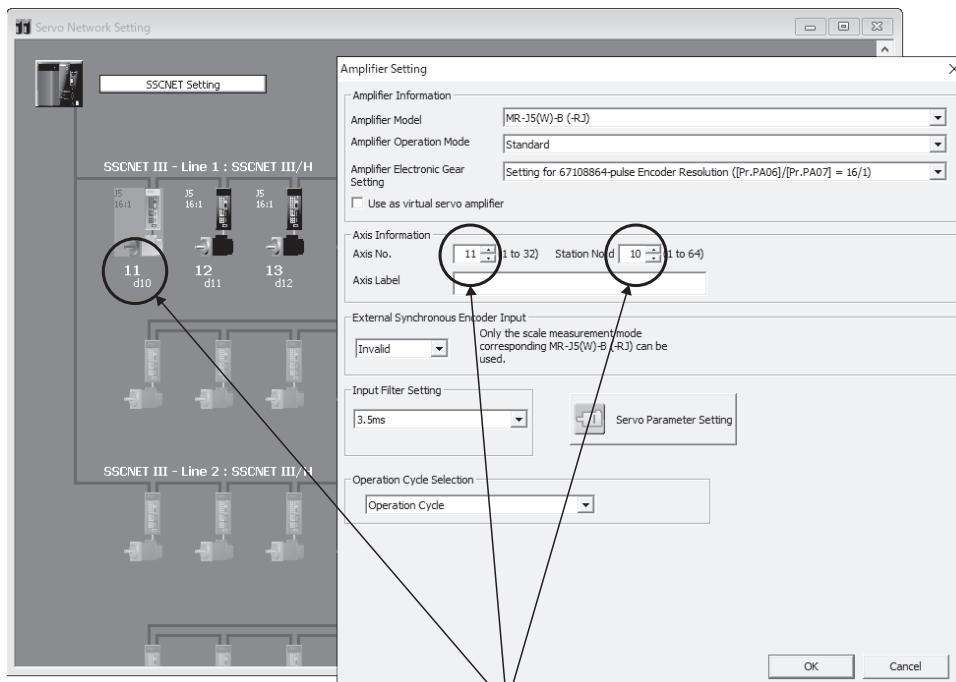 Servo Network Setting
SSCNET Setting
SSCNET III - Line 1 : SSCNET III/H
J5
16:1
J5
16:1
J5
16:1
11
d10
12
d11
13
d12
SSCNET III - Line 2 : SSCNET III/H
Amplifier Setting
Amplifier Information
Amplifier Model
MR-J5(W)-B (-RJ)
Amplifier Operation Mode
Standard
Amplifier Electronic Gear
Setting
Setting for 67108864-pulse Encoder Resolution ([Pr.PA06]/[Pr.PA07] = 16/1)
Use as virtual servo amplifier
Axis Information
Axis No.
11
1 to 32)
Station No.
d
10
1 to 64)
Axis Label
External Synchronous Encoder Input
Invalid
Only the scale measurement mode
corresponding MR-J5(W)-B (-RJ) can be
used.
Input Filter Setting
3.5ms
Servo Parameter Setting
Operation Cycle Selection
Operation Cycle
OK
Cancel